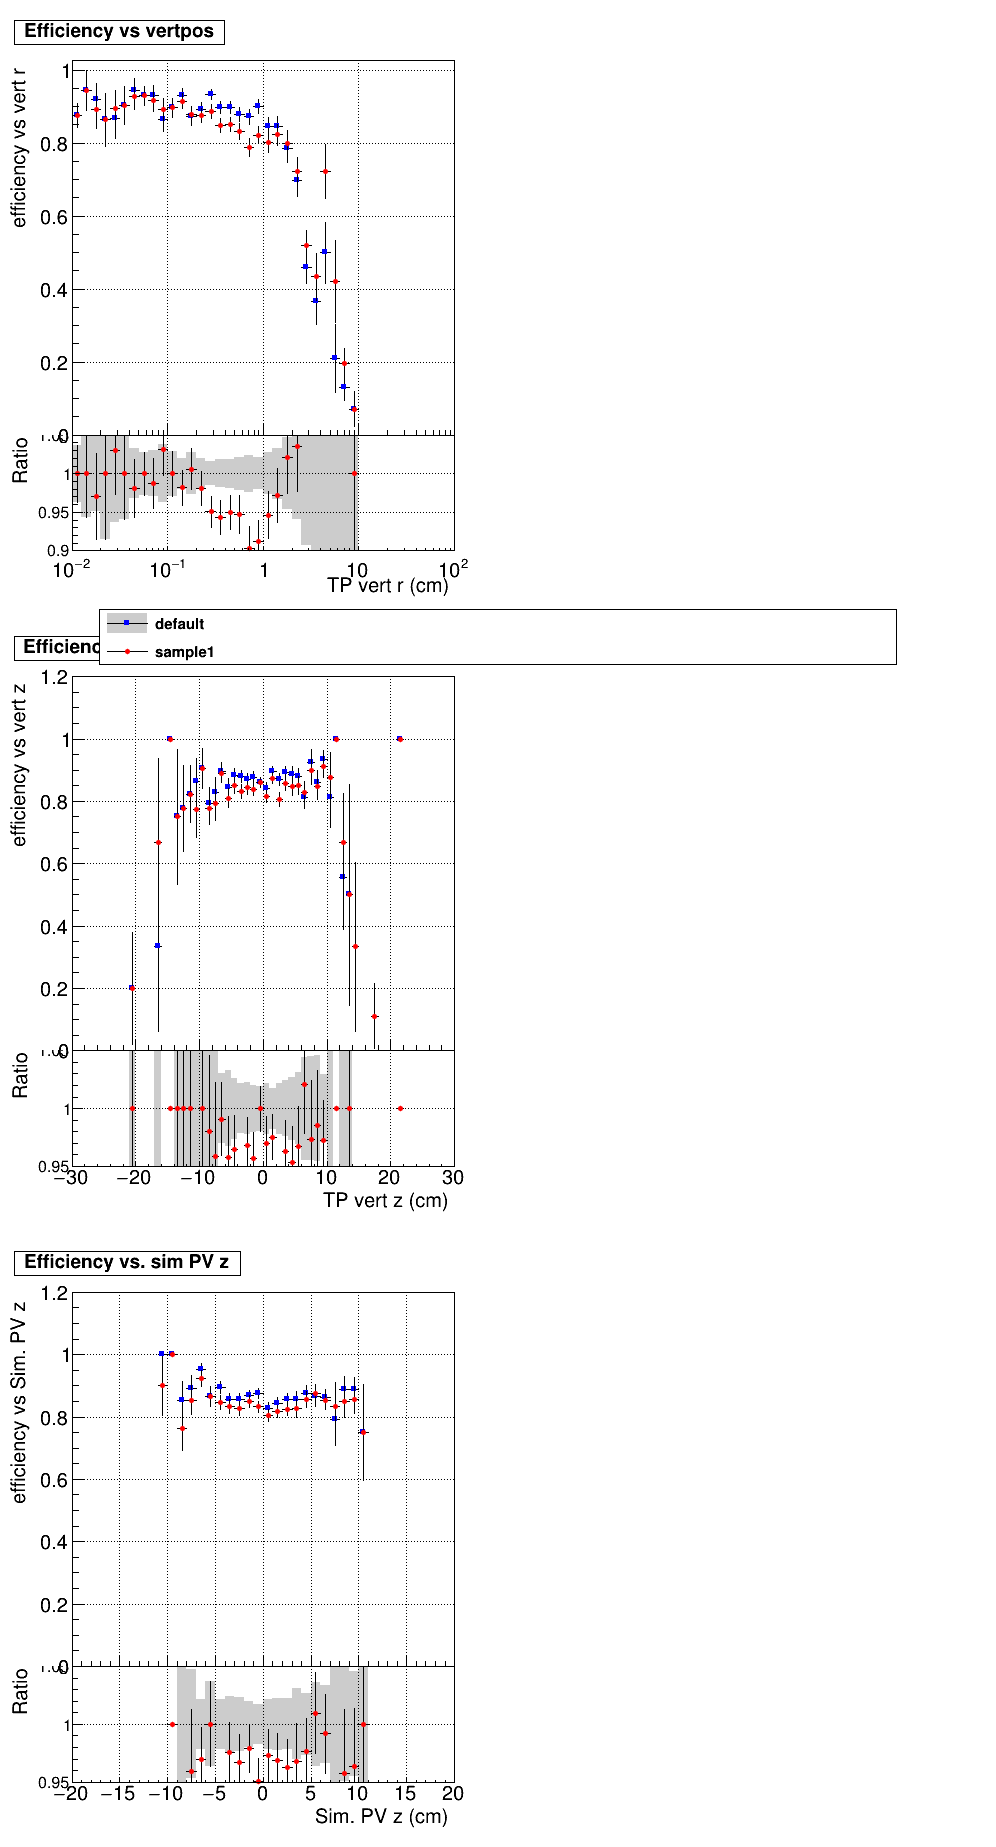 Efficiency vs vertpos
efficiency vs vert r
1
0.8
0.6
0.4
0.2
0
Ratio
1
0.95
0.9
10⁻² 10⁻¹ 1 10 10²
TP vert r (cm)
default
sample1
Efficienc
efficiency vs vert z
1.2
1
0.8
0.6
0.4
0.2
0
Ratio
1
0.95
−30 −20 −10 0 10 20 30
TP vert z (cm)
Efficiency vs. sim PV z
efficiency vs Sim. PV z
1.2
1
0.8
0.6
0.4
0.2
0
Ratio
1
0.95
−20 −15 −10 −5 0 5 10 15 20
Sim. PV z (cm)